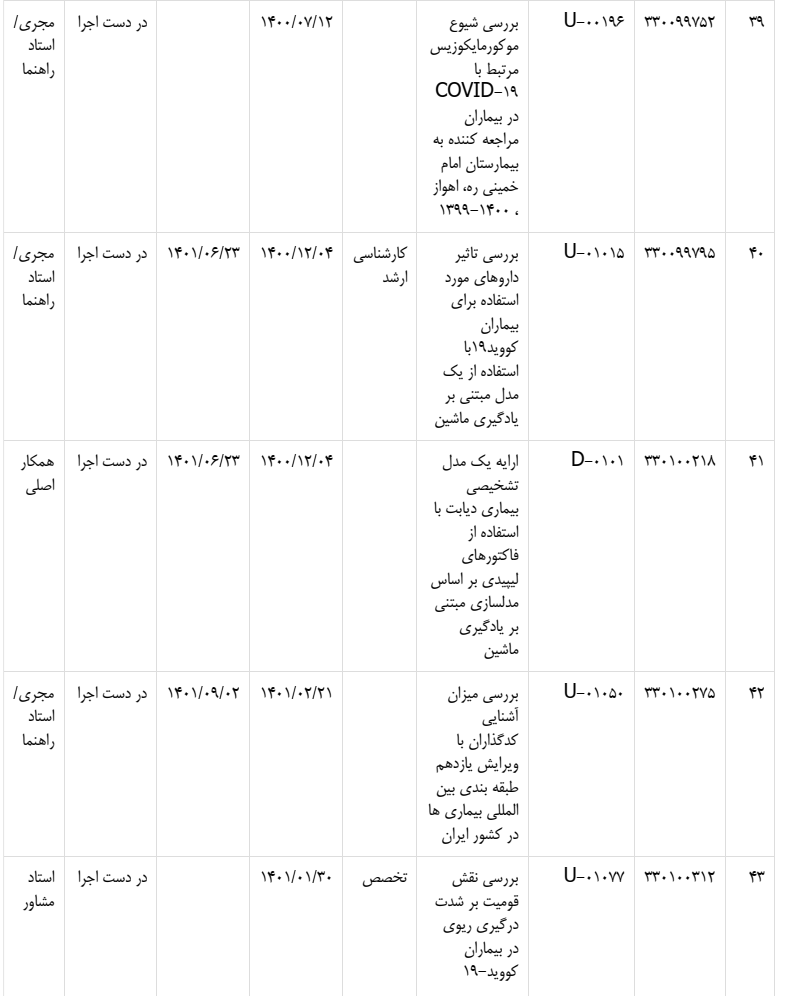 ۳۹
۳۳۰۰۹۹۷۵۲
U-۰۰۱۹۶
بررسی شیوع
موکورمایکوزیس
مرتبط با
COVID-۱۹
در بیماران
مراجعه کننده به
بیمارستان امام
خمینی ره، اهواز
، ۱۴۰۰-۱۳۹۹
۱۴۰۰/۰۷/۱۲
در دست اجرا
مجری/
استاد
راهنما
۴۰
۳۳۰۰۹۹۷۹۵
U-۰۱۰۱۵
بررسی تاثیر
داروهای مورد
استفاده برای
بیماران
کووید۱۹با
استفاده از یک
مدل مبتنی بر
یادگیری ماشین
کارشناسی
ارشد
۱۴۰۰/۱۲/۰۴
۱۴۰۱/۰۶/۲۳
در دست اجرا
مجری/
استاد
راهنما
۴۱
۳۳۰۱۰۰۲۱۸
D-۰۱۰۱
ارایه یک مدل
تشخیصی
بیماری دیابت با
استفاده از
فاکتورهای
لیپیدی بر اساس
مدلسازی مبتنی
بر یادگیری
ماشین
۱۴۰۰/۱۲/۰۴
۱۴۰۱/۰۶/۲۳
در دست اجرا
همکار
اصلی
۴۲
۳۳۰۱۰۰۲۷۵
U-۰۱۰۵۰
بررسی میزان
آشنایی
کدگذاران با
ویرایش یازدهم
طبقه بندی بین
المللی بیماری ها
در کشور ایران
۱۴۰۱/۰۲/۲۱
۱۴۰۱/۰۹/۰۲
در دست اجرا
مجری/
استاد
راهنما
۴۳
۳۳۰۱۰۰۳۱۲
U-۰۱۰۷۷
بررسی نقش
قومیت بر شدت
درگیری ریوی
در بیماران
کووید-۱۹
تخصص
۱۴۰۱/۰۱/۳۰
در دست اجرا
استاد
مشاور